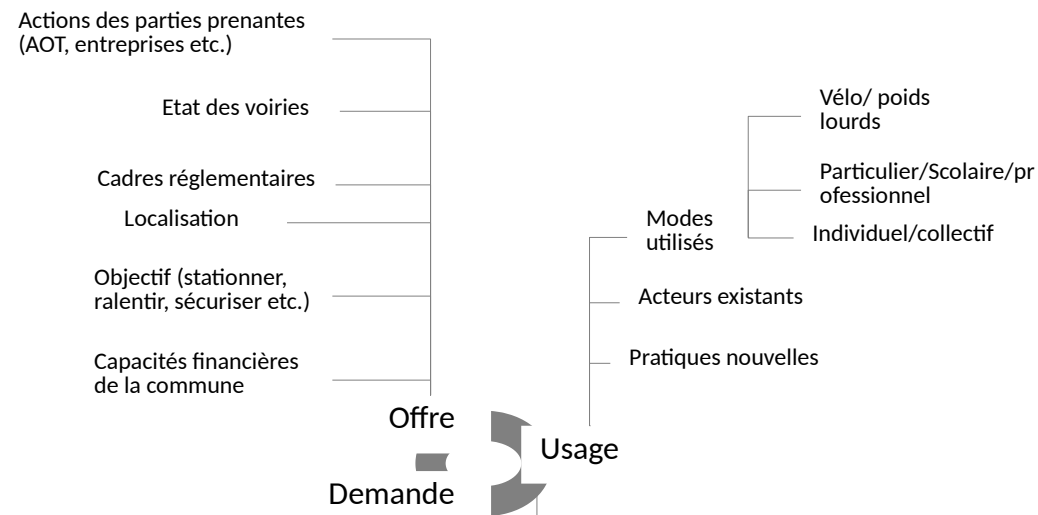 Actions des parties prenantes
(AOT, entreprises etc.)
Etat des voiries
Cadres réglementaires
Localisation
Objectif (stationner,
ralentir, sécuriser etc.)
Capacités financières
de la commune
Offre
Demande
Vélo/ poids
lourds
Particulier/Scolaire/pr
ofessionnel
Individuel/collectif
Modes
utilisés
Acteurs existants
Pratiques nouvelles
Usage